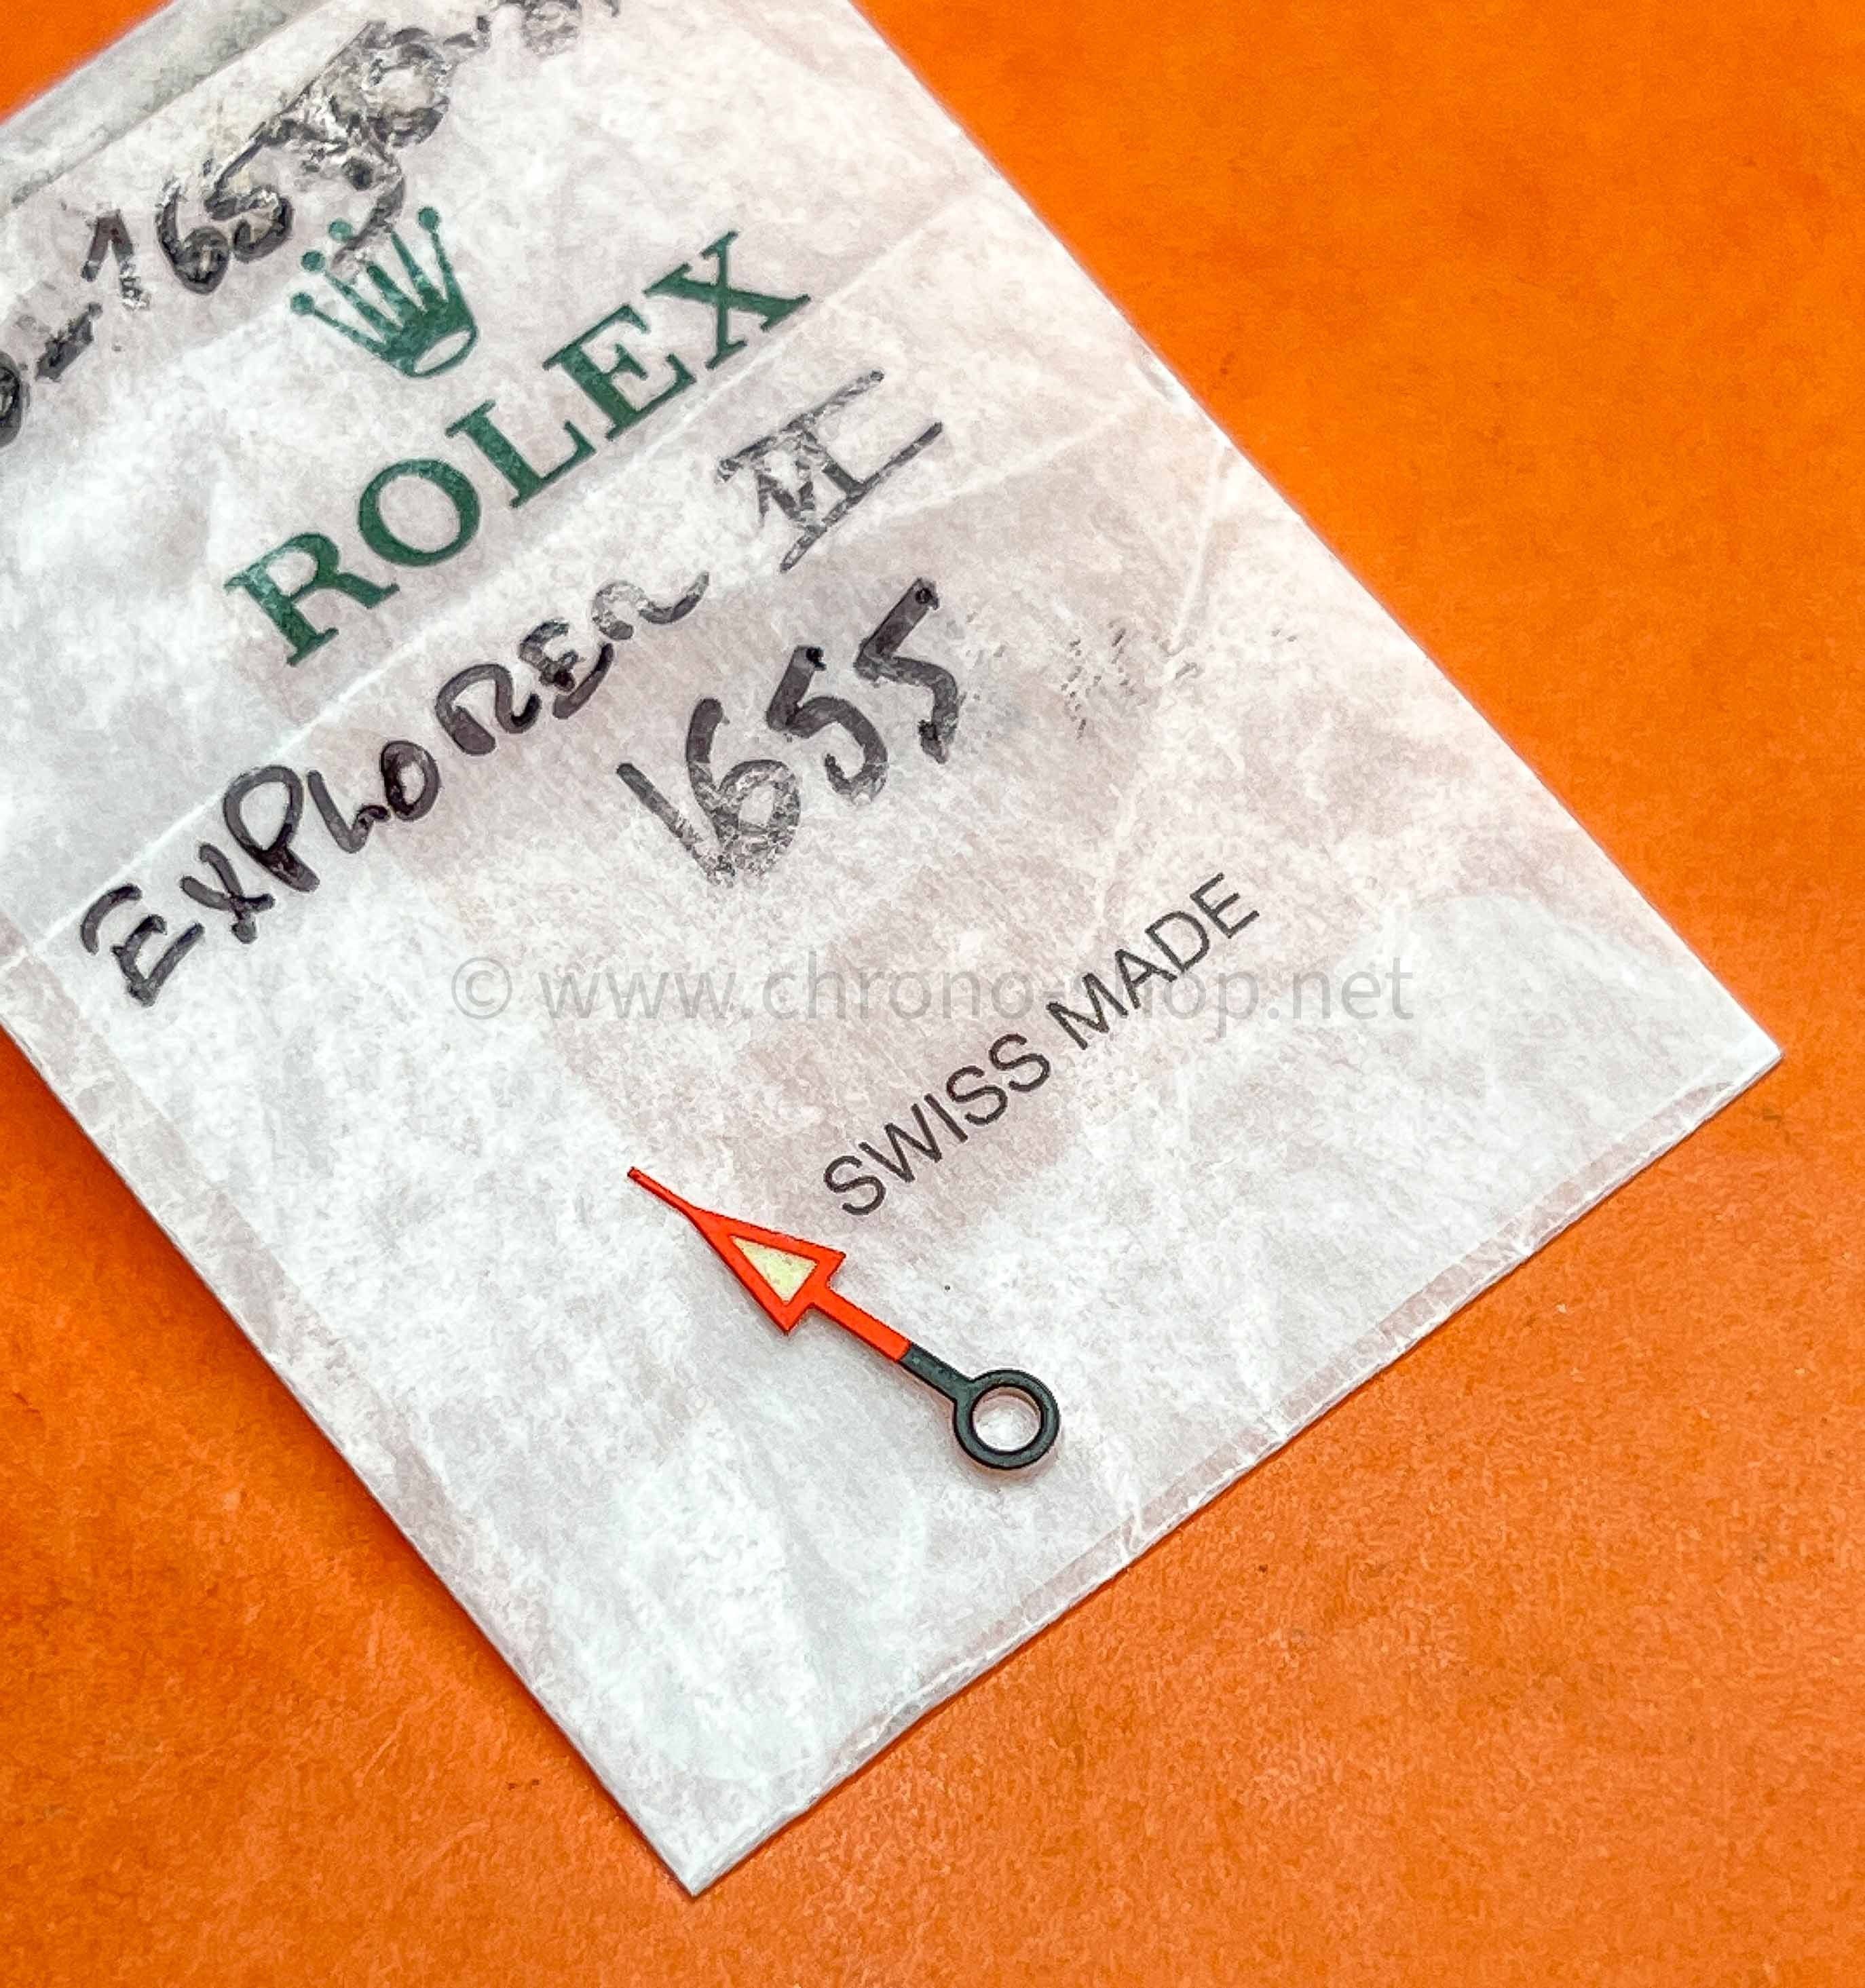 ROLEX
EXPLORER II
1655
© www.chrono-shop.net
SWISS MADE